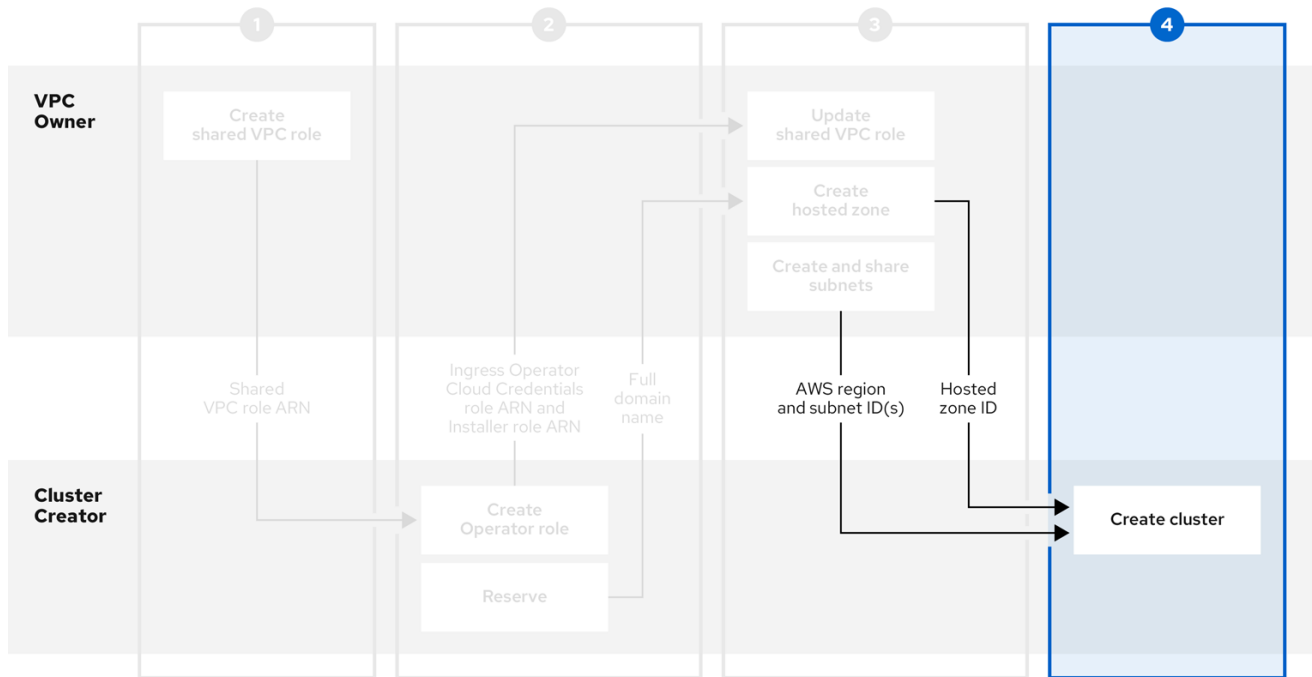 1
2
3
4
VPC
Owner
Create
shared VPC role
Update
shared VPC role
Create
hosted zone
Create and share
subnets
Shared
VPC role ARN
Ingress Operator
Cloud Credentials
role ARN and
Installer role ARN
Full
domain
name
AWS region
and subnet ID(s)
Hosted
zone ID
Cluster
Creator
Create
Operator role
Reserve
Create cluster